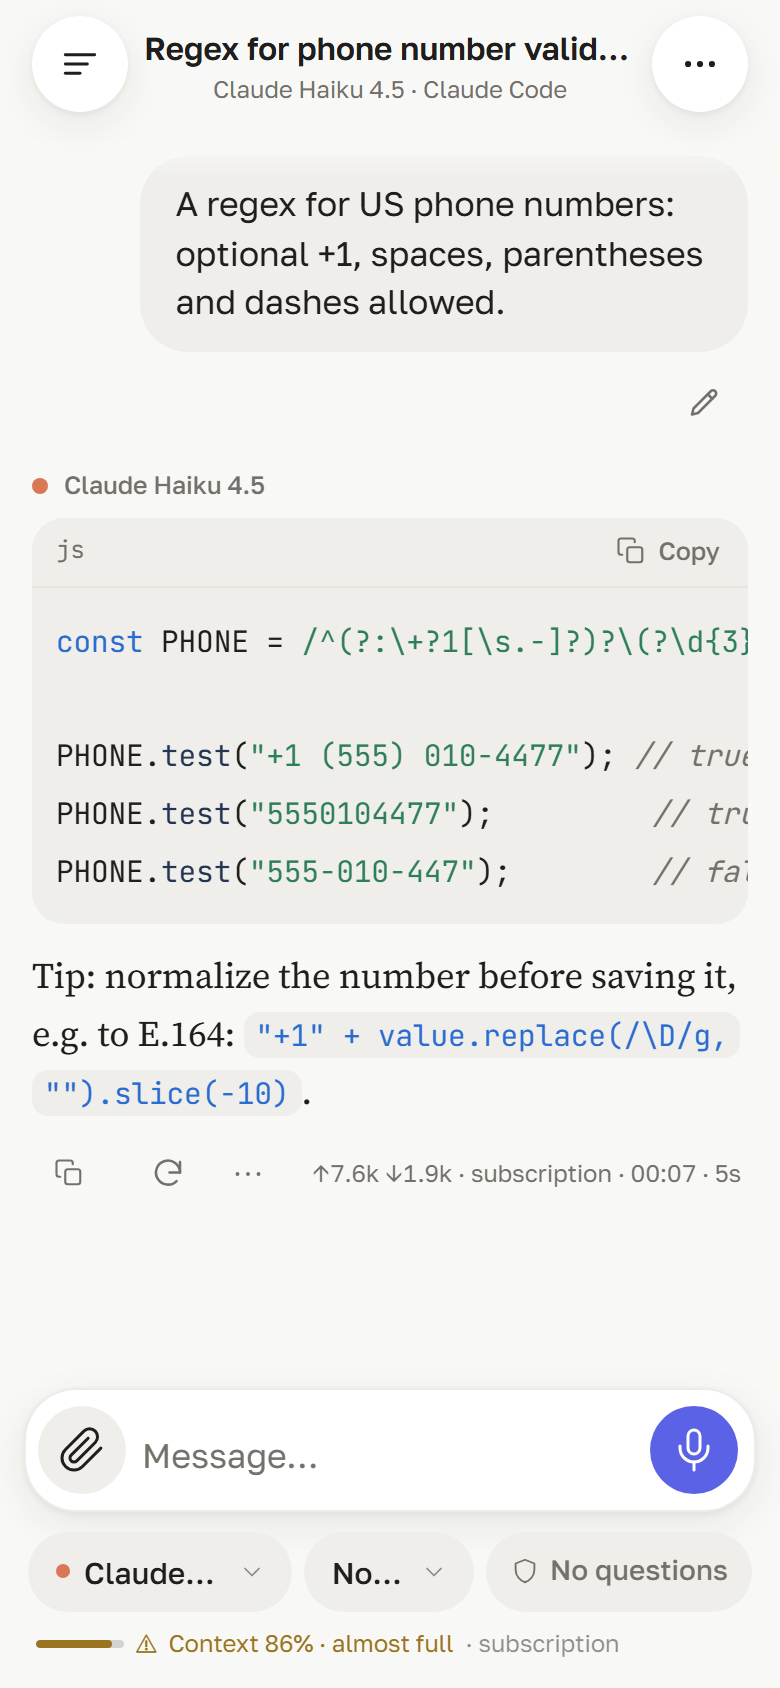 Regex for phone number valid...
Claude Haiku 4.5 · Claude Code
A regex for US phone numbers:
optional +1, spaces, parentheses
and dashes allowed.
Claude Haiku 4.5
js
Copy
const PHONE = /^(?:\+?1[\s.-]?)?\(?\d{3}
PHONE.test("+1 (555) 010-4477"); // true
PHONE.test("5550104477"); // tru
PHONE.test("555-010-447"); // fal
Tip: normalize the number before saving it,
e.g. to E.164: "+1" + value.replace(/\D/g,
"").slice(-10).
↑7.6k ↓1.9k · subscription · 00:07 · 5s
Message...
Claude...
No...
No questions
Context 86% · almost full · subscription